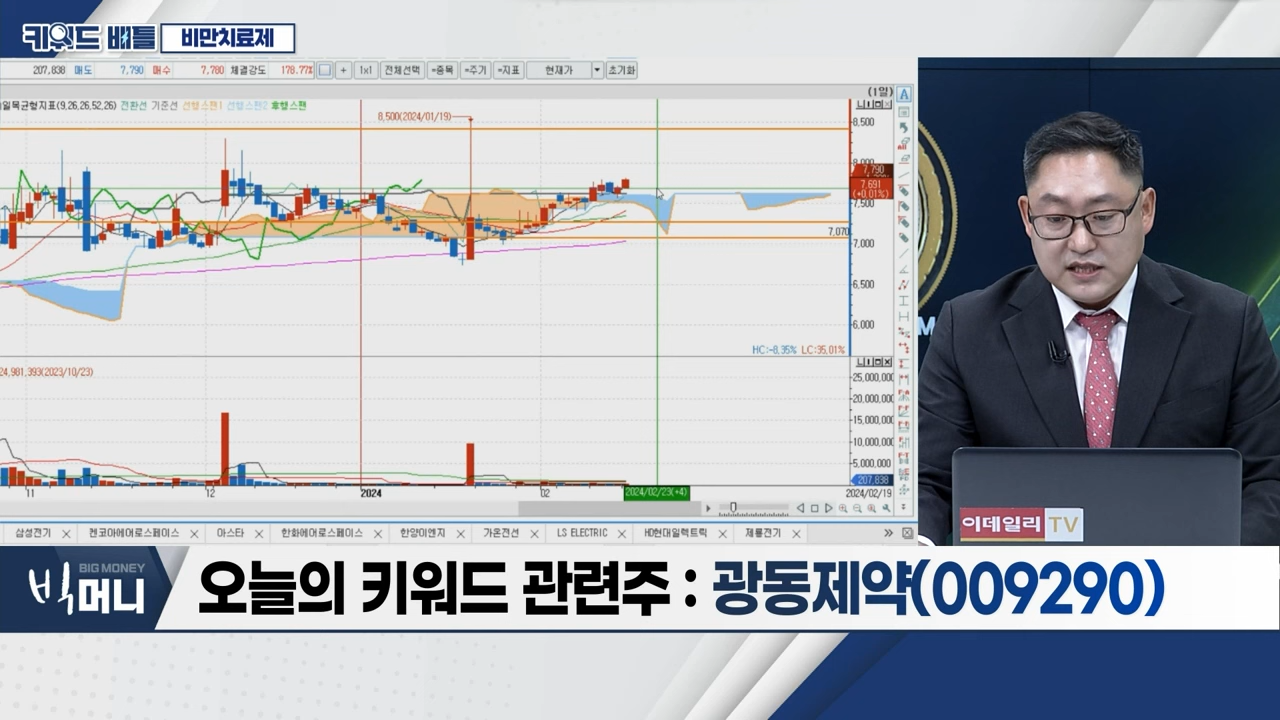 키워드 배틀 비만치료제
207,838 매도 7,790 매수 7,780 체결강도 178.77% + 1x1 전체선택 =종목 =주기 =지표 현재가 초기화
(1일)
일목균형지표(9,26,26,52,26) 전환선 기준선 선행스팬1 선행스팬2 후행스팬
8,500(2024/01/19)
8,500
8,000
7,790
7,691
(+0.01%)
7,500
7,070
7,000
6,500
6,000
HC:-8.35% LC:35.01%
24,981,393(2023/10/23)
25,000,000
20,000,000
15,000,000
10,000,000
5,000,000
207,838
11 12 2024 02 2024/02/23(+4) 2024/02/19
삼성전기 켄코아에어로스페이스 아스타 한화에어로스페이스 한양이엔지 가온전선 LS ELECTRIC HD현대일렉트릭 제룡전기
이데일리TV
BIG MONEY
빅머니
오늘의 키워드 관련주 : 광동제약(009290)